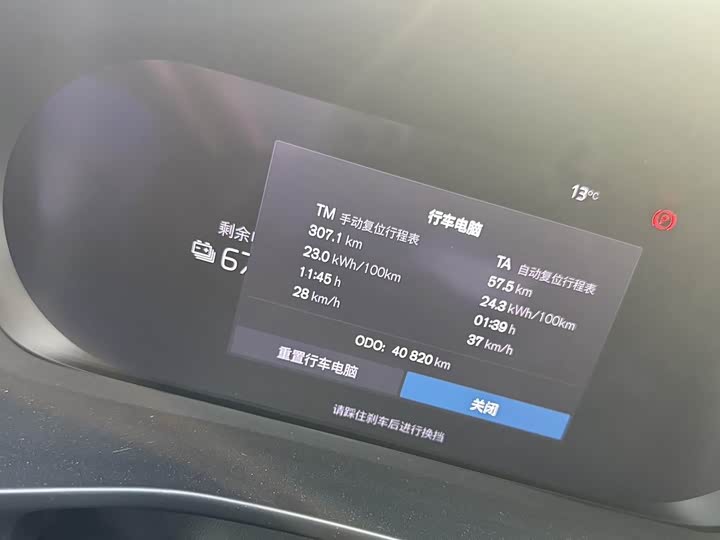 13°C
行车电脑
TM 手动复位行程表
307.1 km
23.0 kWh/100km
11:45 h
28 km/h
TA 自动复位行程表
57.5 km
24.3 kWh/100km
01:39 h
37 km/h
ODO: 40 820 km
重置行车电脑
关闭
请踩住刹车后进行换挡
剩余
P